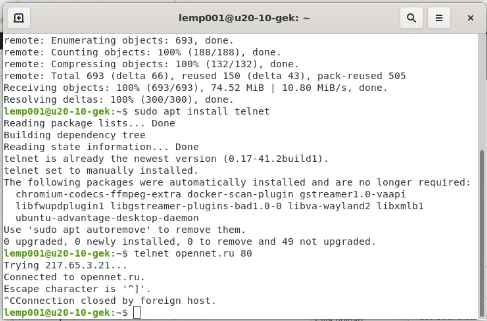 lemp001@u20-10-gek: ~
remote: Enumerating objects: 693, done.
remote: Counting objects: 100% (188/188), done.
remote: Compressing objects: 100% (132/132), done.
remote: Total 693 (delta 66), reused 150 (delta 43), pack-reused 505
Receiving objects: 100% (693/693), 74.52 MiB | 10.80 MiB/s, done.
Resolving deltas: 100% (300/300), done.
lemp001@u20-10-gek:~$ sudo apt install telnet
Reading package lists... Done
Building dependency tree
Reading state information... Done
telnet is already the newest version (0.17-41.2build1).
telnet set to manually installed.
The following packages were automatically installed and are no longer required:
  chromium-codecs-ffmpeg-extra docker-scan-plugin gstreamer1.0-vaapi
  libfwupdplugin1 libgstreamer-plugins-bad1.0-0 libva-wayland2 libxmlb1
  ubuntu-advantage-desktop-daemon
Use 'sudo apt autoremove' to remove them.
0 upgraded, 0 newly installed, 0 to remove and 49 not upgraded.
lemp001@u20-10-gek:~$ telnet opennet.ru 80
Trying 217.65.3.21...
Connected to opennet.ru.
Escape character is '^]'.
^CConnection closed by foreign host.
lemp001@u20-10-gek:~$